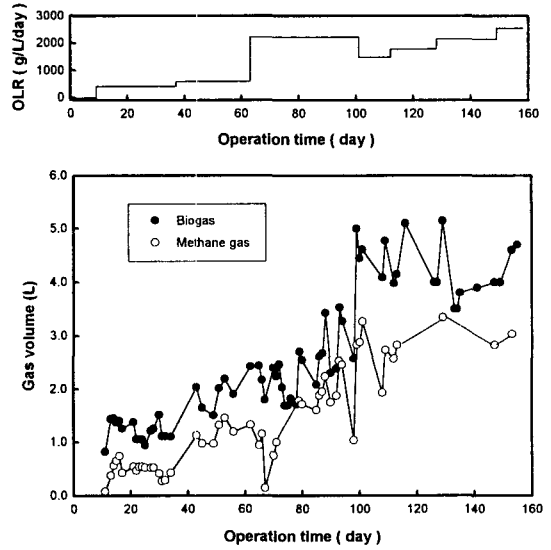 3000
2000
1000
0
OLR ( g/L/day )
0 20 40 60 80 100 120 140 160
Operation time ( day )
6.0
5.0
4.0
3.0
2.0
1.0
0.0
Gas volume (L)
Biogas
Methane gas
0 20 40 60 80 100 120 140 160
Operation time ( day )